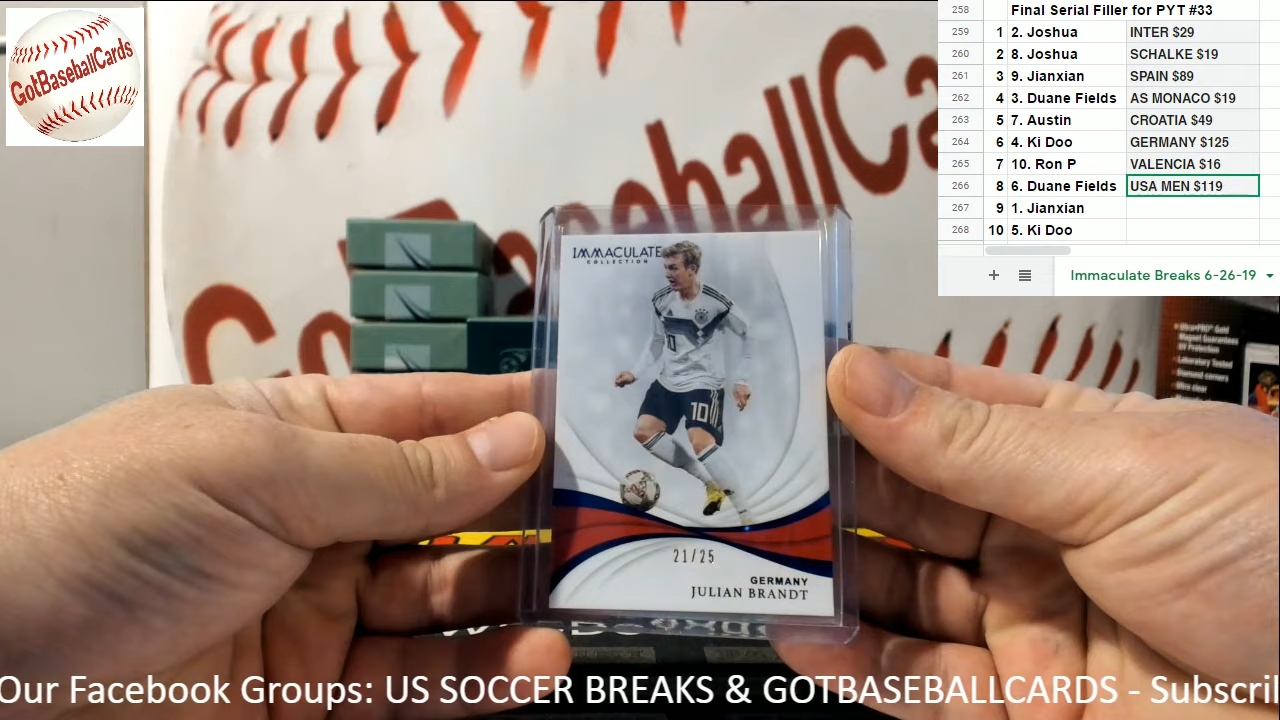 GotBaseballCards
258 Final Serial Filler for PYT #33
259 1 2. Joshua INTER $29
260 2 8. Joshua SCHALKE $19
261 3 9. Jianxian SPAIN $89
262 4 3. Duane Fields AS MONACO $19
263 5 7. Austin CROATIA $49
264 6 4. Ki Doo GERMANY $125
265 7 10. Ron P VALENCIA $16
266 8 6. Duane Fields USA MEN $119
267 9 1. Jianxian
268 10 5. Ki Doo
Immaculate Breaks 6-26-19
IMMACULATE
COLLECTION
10
21/25
GERMANY
JULIAN BRANDT
Our Facebook Groups: US SOCCER BREAKS & GOTBASEBALLCARDS - Subscri